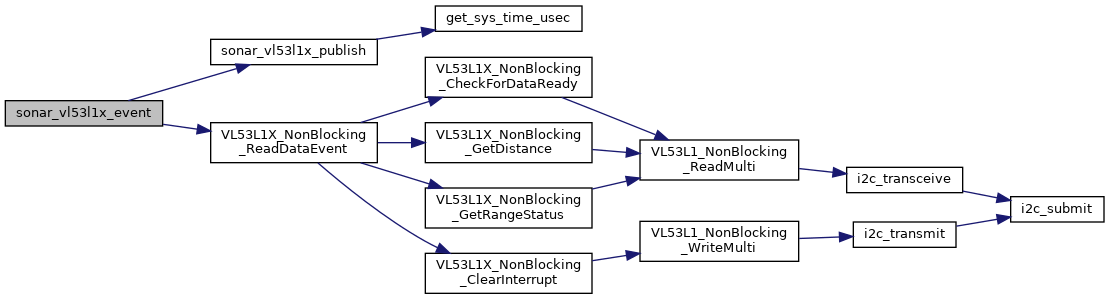 sonar_vl53l1x_event
sonar_vl53l1x_publish
get_sys_time_usec
VL53L1X_NonBlocking
_ReadDataEvent
VL53L1X_NonBlocking
_CheckForDataReady
VL53L1X_NonBlocking
_GetDistance
VL53L1X_NonBlocking
_GetRangeStatus
VL53L1X_NonBlocking
_ClearInterrupt
VL53L1_NonBlocking
_ReadMulti
VL53L1_NonBlocking
_WriteMulti
i2c_transceive
i2c_transmit
i2c_submit